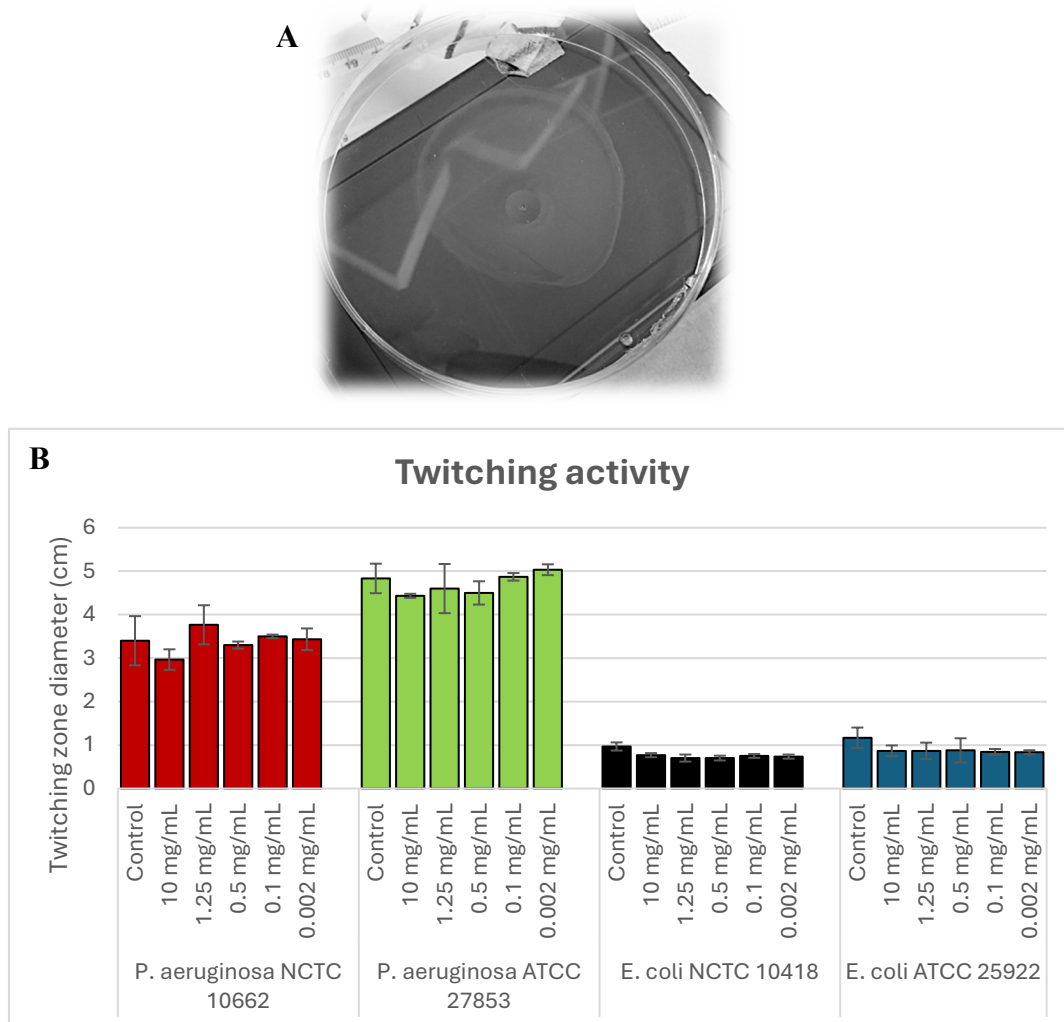 A
B
Twitching activity
Twitching zone diameter (cm)
6
5
4
3
2
1
0
Control
10 mg/mL
1.25 mg/mL
0.5 mg/mL
0.1 mg/mL
0.002 mg/mL
Control
10 mg/mL
1.25 mg/mL
0.5 mg/mL
0.1 mg/mL
0.002 mg/mL
Control
10 mg/mL
1.25 mg/mL
0.5 mg/mL
0.1 mg/mL
0.002 mg/mL
Control
10 mg/mL
1.25 mg/mL
0.5 mg/mL
0.1 mg/mL
0.002 mg/mL
P. aeruginosa NCTC
10662
P. aeruginosa ATCC
27853
E. coli NCTC 10418
E. coli ATCC 25922